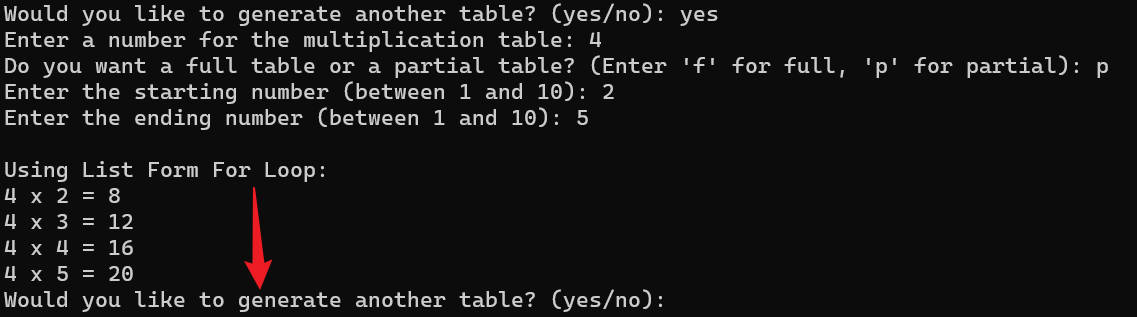 Would you like to generate another table? (yes/no): yes
Enter a number for the multiplication table: 4
Do you want a full table or a partial table? (Enter 'f' for full, 'p' for partial): p
Enter the starting number (between 1 and 10): 2
Enter the ending number (between 1 and 10): 5
Using List Form For Loop:
4 x 2 = 8
4 x 3 = 12
4 x 4 = 16
4 x 5 = 20
Would you like to generate another table? (yes/no):